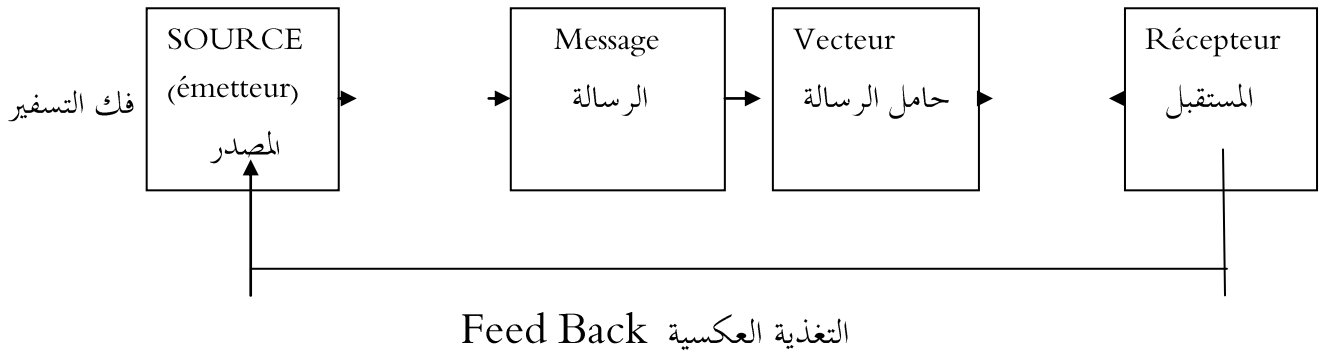 SOURCE
(émetteur)
المصدر
Message
الرسالة
Vecteur
حامل الرسالة
Récepteur
المستقبل
فك التسفير
Feed Back التغذية العكسية